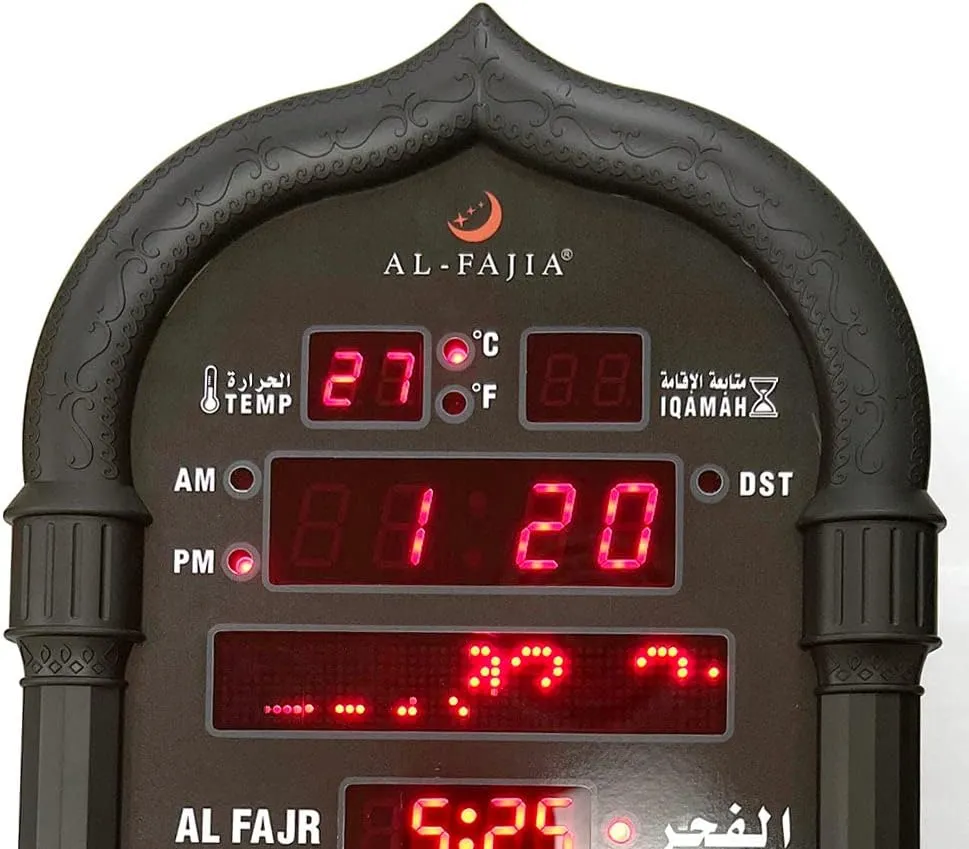 AL-FAJIA®
الحرارة
TEMP
27
°C
°F
متابعة الإقامة
IQAMAH
AM
PM
1 20
DST
AL FAJR
5:25
الفجر